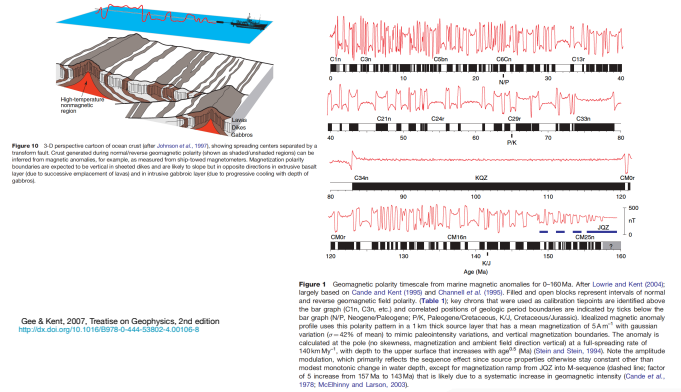 High-temperature
nonmagnetic
region
Lavas
Dikes
Gabbros
Figure 10 3-D perspective cartoon of ocean crust (after Johnson et al., 1997), showing spreading centers separated by a
transform fault. Crust generated during normal/reverse geomagnetic polarity (shown as shaded/unshaded regions) can be
inferred from magnetic anomalies, for example, as measured from ship-towed magnetometers. Magnetization polarity
boundaries are expected to be vertical in sheeted dikes and are likely to slope but in opposite directions in extrusive basalt
layer (due to successive emplacement of lavas) and in intrusive gabbroic layer (due to progressive cooling with depth of
gabbros).
Gee & Kent, 2007, Treatise on Geophysics, 2nd edition
http://dx.doi.org/10.1016/B978-0-444-53802-4.00106-8
C1n C3n C5bn C6Cn C13r
0 10 20 30 40
N/P
C21n C24r C29r C33n
40 50 60 70 80
P/K
C34n KQZ CM0r
60 80 100 120
500
0
nT
JQZ
CM0r CM16n CM25n
?
120 130 140 150 160
K/J
Age (Ma)
Figure 1 Geomagnetic polarity timescale from marine magnetic anomalies for 0–160 Ma. After Lowrie and Kent (2004);
largely based on Cande and Kent (1995) and Channell et al. (1995). Filled and open blocks represent intervals of normal
and reverse geomagnetic field polarity. (Table 1); key chrons that were used as calibration tiepoints are identified above
the bar graph (C1n, C3n, etc.) and correlated positions of geologic period boundaries are indicated by ticks below the
bar graph (N/P, Neogene/Paleogene; P/K, Paleogene/Cretaceous, K/J, Cretaceous/Jurassic). Idealized magnetic anomaly
profile uses this polarity pattern in a 1 km thick source layer that has a mean magnetization of 5 A m⁻¹ with gaussian
variation (σ = 42% of mean) to mimic paleointensity variations, and vertical magnetization boundaries. The anomaly is
calculated at the pole (no skewness, magnetization and ambient field direction vertical) at a full-spreading rate of
140 km My⁻¹, with depth to the upper surface that increases with age⁰·⁵ (Ma) (Stein and Stein, 1994). Note the amplitude
modulation, which primarily reflects the sequence effect since source properties otherwise stay constant other than
modest monotonic change in water depth, except for magnetization ramp from JQZ into M-sequence (dashed line; factor
of 5 increase from 157 Ma to 143 Ma) that is likely due to a systematic increase in geomagnetic intensity (Cande et al.,
1978; McElhinny and Larson, 2003).